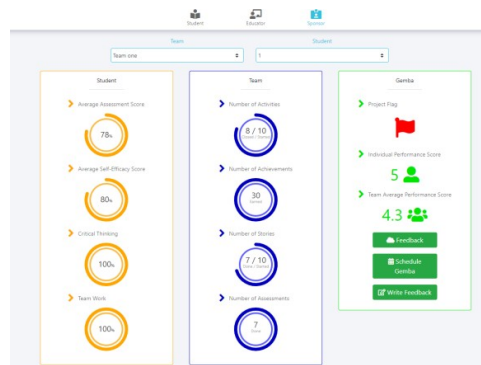 Student
Educator
Sponsor
Team
Student
Team one
1
Student
Average Assessment Score
78%
Average Self-Efficacy Score
80%
Critical Thinking
100%
Team Work
100%
Team
Number of Activities
8 / 10
Number of Achievements
30
Earned
Number of Stories
7 / 10
Number of Assessments
7
Done
Gemba
Project Flag
Individual Performance Score
5
Team Average Performance Score
4.3
Feedback
Schedule
Gemba
Write Feedback